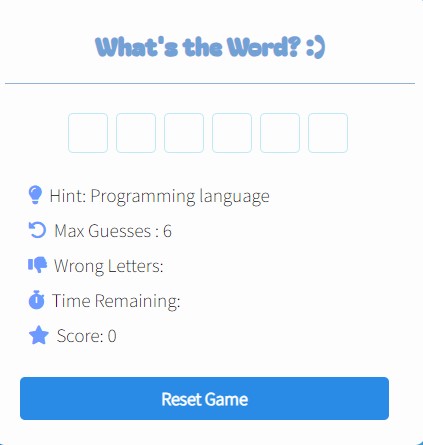 What's the Word? :)
Hint: Programming language
Max Guesses : 6
Wrong Letters:
Time Remaining:
Score: 0
Reset Game